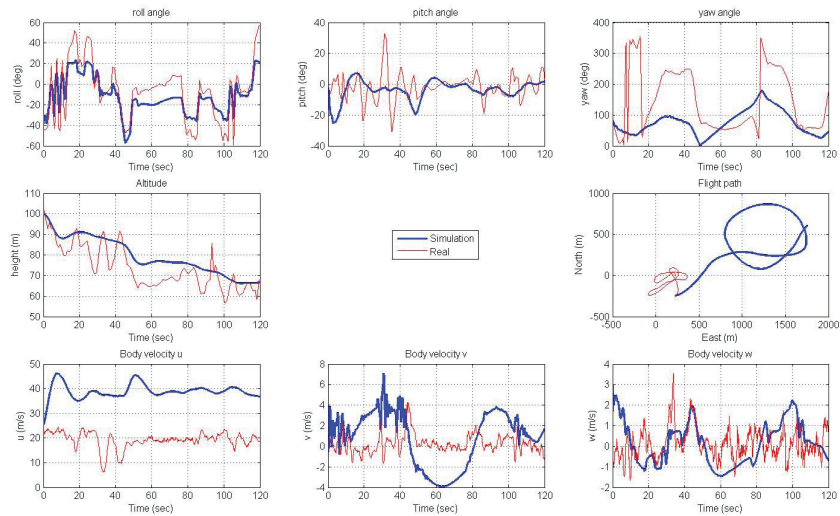 roll angle
60
40
20
0
-20
-40
-60
roll (deg)
0 20 40 60 80 100 120
Time (sec)
pitch angle
40
20
0
-20
-40
pitch (deg)
0 20 40 60 80 100 120
Time (sec)
yaw angle
400
300
200
100
0
yaw (deg)
0 20 40 60 80 100 120
Time (sec)
Altitude
110
100
90
80
70
60
50
height (m)
0 20 40 60 80 100 120
Time (sec)
Simulation
Real
Flight path
1000
500
0
-500
North (m)
-500 0 500 1000 1500 2000
East (m)
Body velocity u
50
40
30
20
10
0
u (m/s)
0 20 40 60 80 100 120
Time (sec)
Body velocity v
8
6
4
2
0
-2
-4
v (m/s)
0 20 40 60 80 100 120
Time (sec)
Body velocity w
4
3
2
1
0
-1
-2
w (m/s)
0 20 40 60 80 100 120
Time (sec)